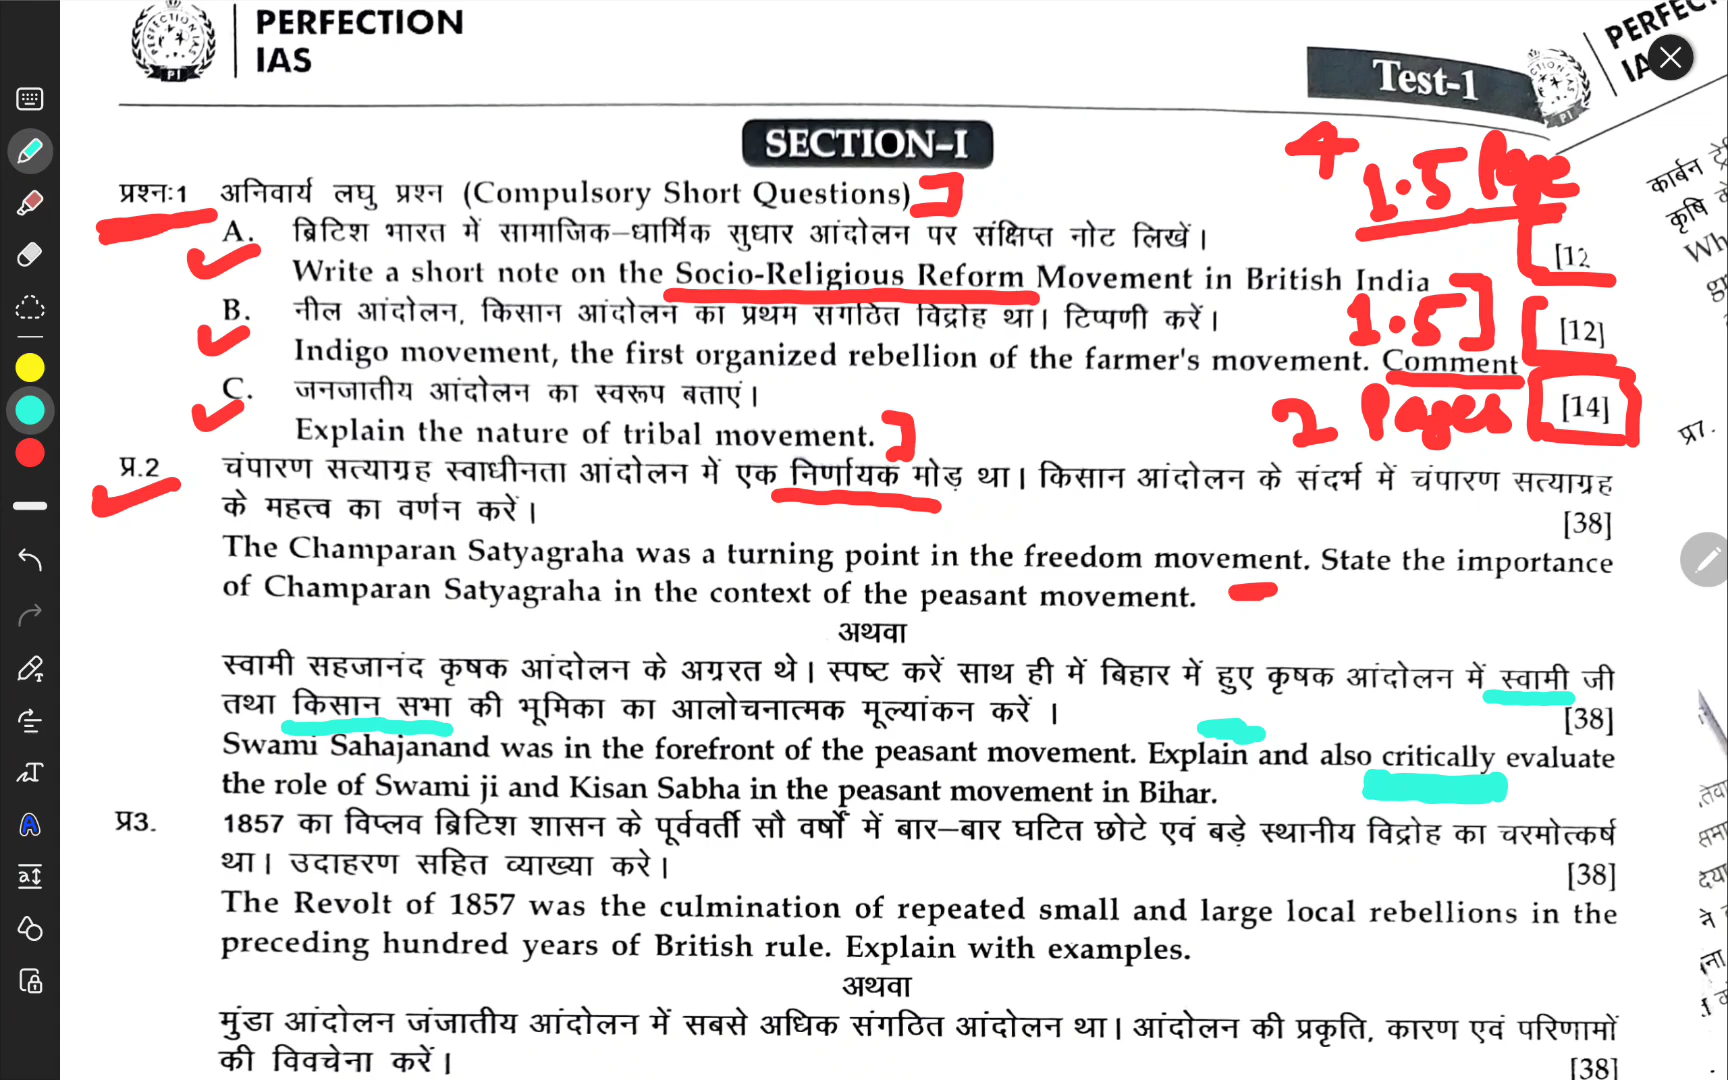 PERFECTION
IAS
PERFEC
IA
Test-1
SECTION-I
4 1.5 Page
प्रश्न:1 अनिवार्य लघु प्रश्न (Compulsory Short Questions)
A. ब्रिटिश भारत में सामाजिक–धार्मिक सुधार आंदोलन पर संक्षिप्त नोट लिखें।
[12
Write a short note on the Socio-Religious Reform Movement in British India
B. नील आंदोलन, किसान आंदोलन का प्रथम संगठित विद्रोह था। टिप्पणी करें।
1.5 [12]
Indigo movement, the first organized rebellion of the farmer's movement. Comment
C. जनजातीय आंदोलन का स्वरूप बताएं।
2 Pages [14]
Explain the nature of tribal movement.
प्र.2 चंपारण सत्याग्रह स्वाधीनता आंदोलन में एक निर्णायक मोड़ था। किसान आंदोलन के संदर्भ में चंपारण सत्याग्रह
के महत्व का वर्णन करें।
[38]
The Champaran Satyagraha was a turning point in the freedom movement. State the importance
of Champaran Satyagraha in the context of the peasant movement.
अथवा
स्वामी सहजानंद कृषक आंदोलन के अग्ररत थे। स्पष्ट करें साथ ही में बिहार में हुए कृषक आंदोलन में स्वामी जी
तथा किसान सभा की भूमिका का आलोचनात्मक मूल्यांकन करें।
[38]
Swami Sahajanand was in the forefront of the peasant movement. Explain and also critically evaluate
the role of Swami ji and Kisan Sabha in the peasant movement in Bihar.
प्र3. 1857 का विप्लव ब्रिटिश शासन के पूर्ववर्ती सौ वर्षों में बार–बार घटित छोटे एवं बड़े स्थानीय विद्रोह का चरमोत्कर्ष
था। उदाहरण सहित व्याख्या करे।
[38]
The Revolt of 1857 was the culmination of repeated small and large local rebellions in the
preceding hundred years of British rule. Explain with examples.
अथवा
मुंडा आंदोलन जंजातीय आंदोलन में सबसे अधिक संगठित आंदोलन था। आंदोलन की प्रकृति, कारण एवं परिणामों
की विवचेना करें।
[38]
कार्बन
कृषि
Wh
प्र7.